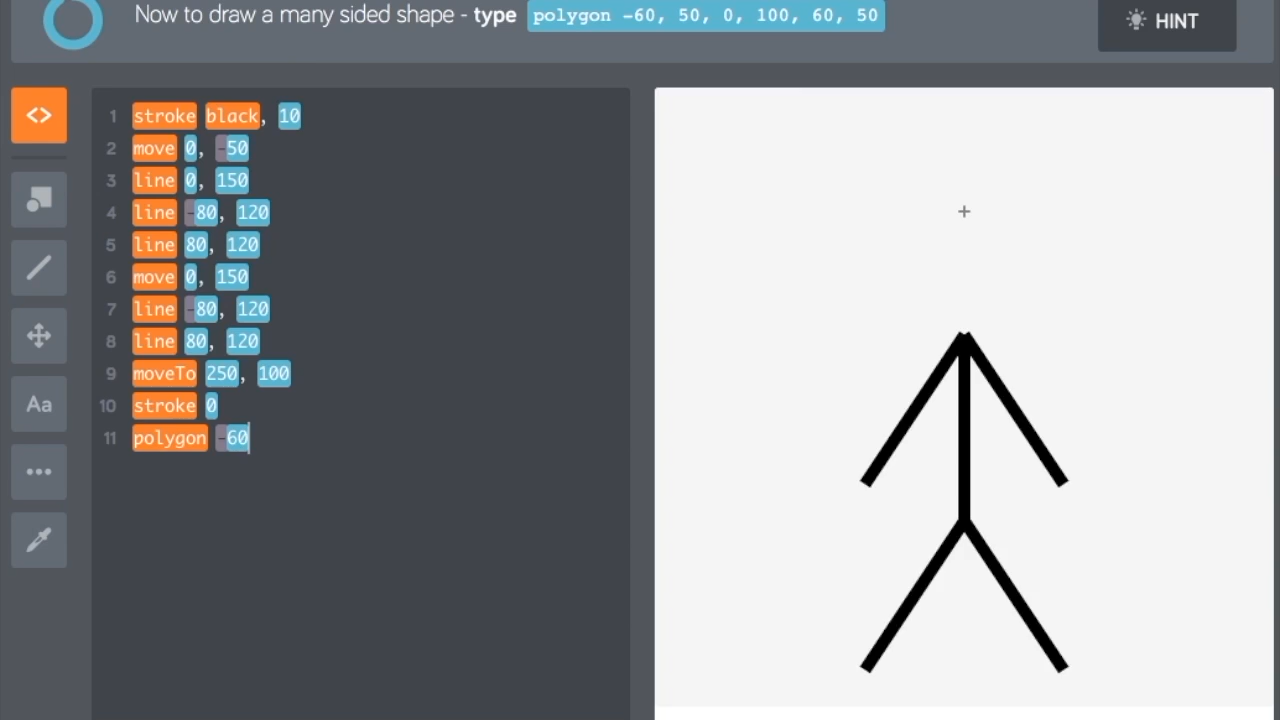 Now to draw a many sided shape - type polygon -60, 50, 0, 100, 60, 50
HINT
<>
1 stroke black, 10
2 move 0, -50
3 line 0, 150
4 line -80, 120
5 line 80, 120
6 move 0, 150
7 line -80, 120
8 line 80, 120
9 moveTo 250, 100
10 stroke 0
11 polygon -60
Aa